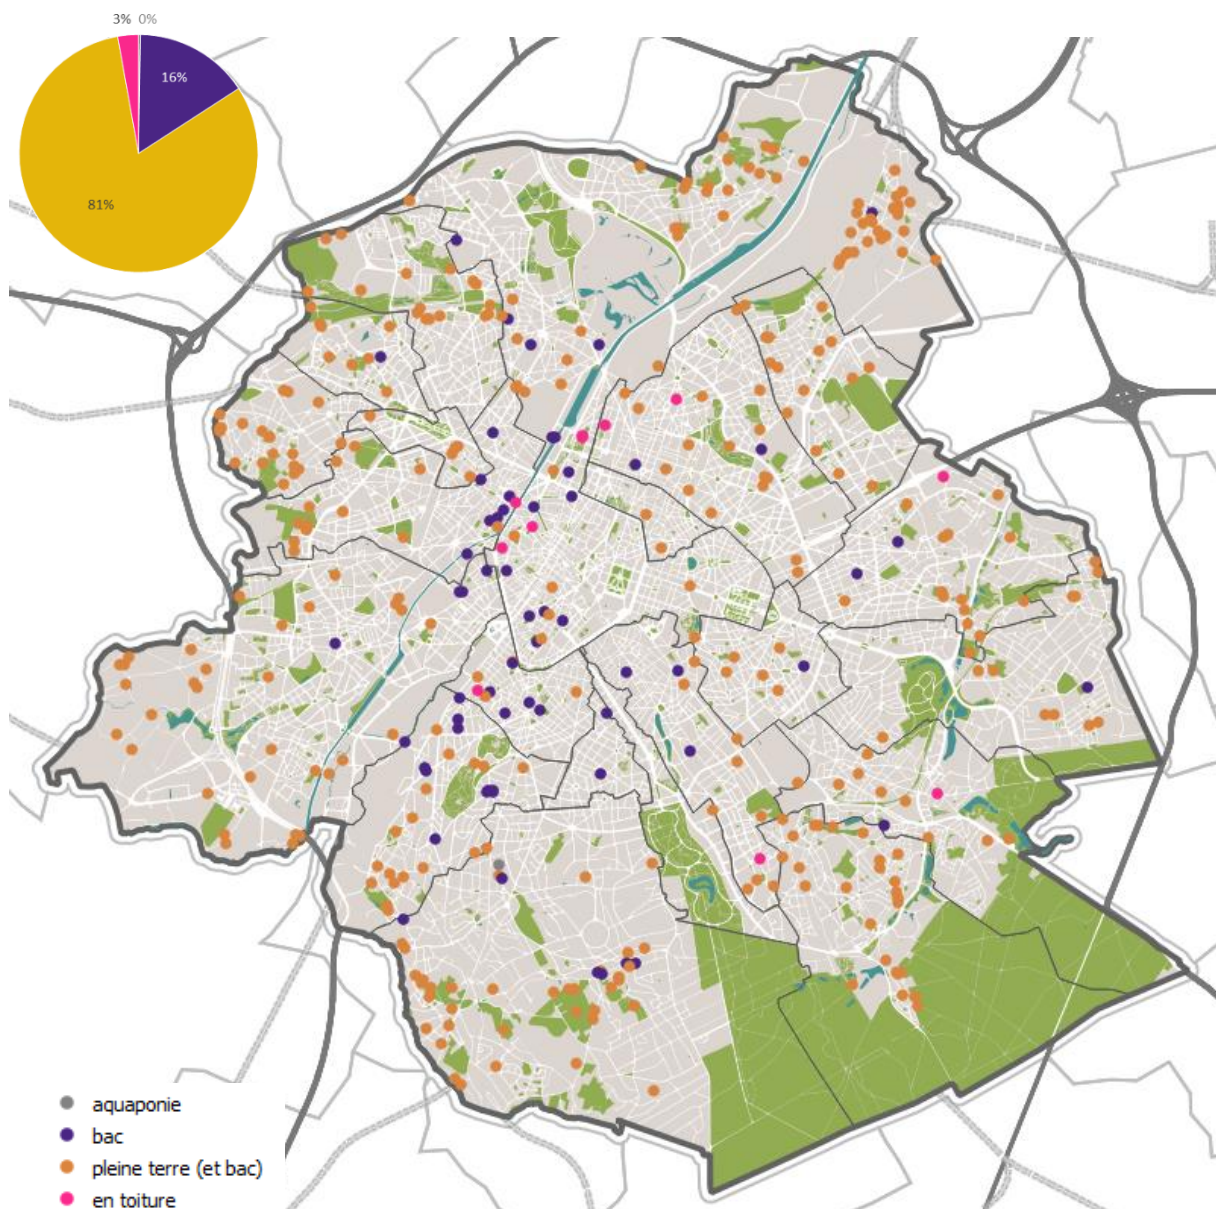 3% 0%
16%
81%
aquaponie
bac
pleine terre (et bac)
en toiture